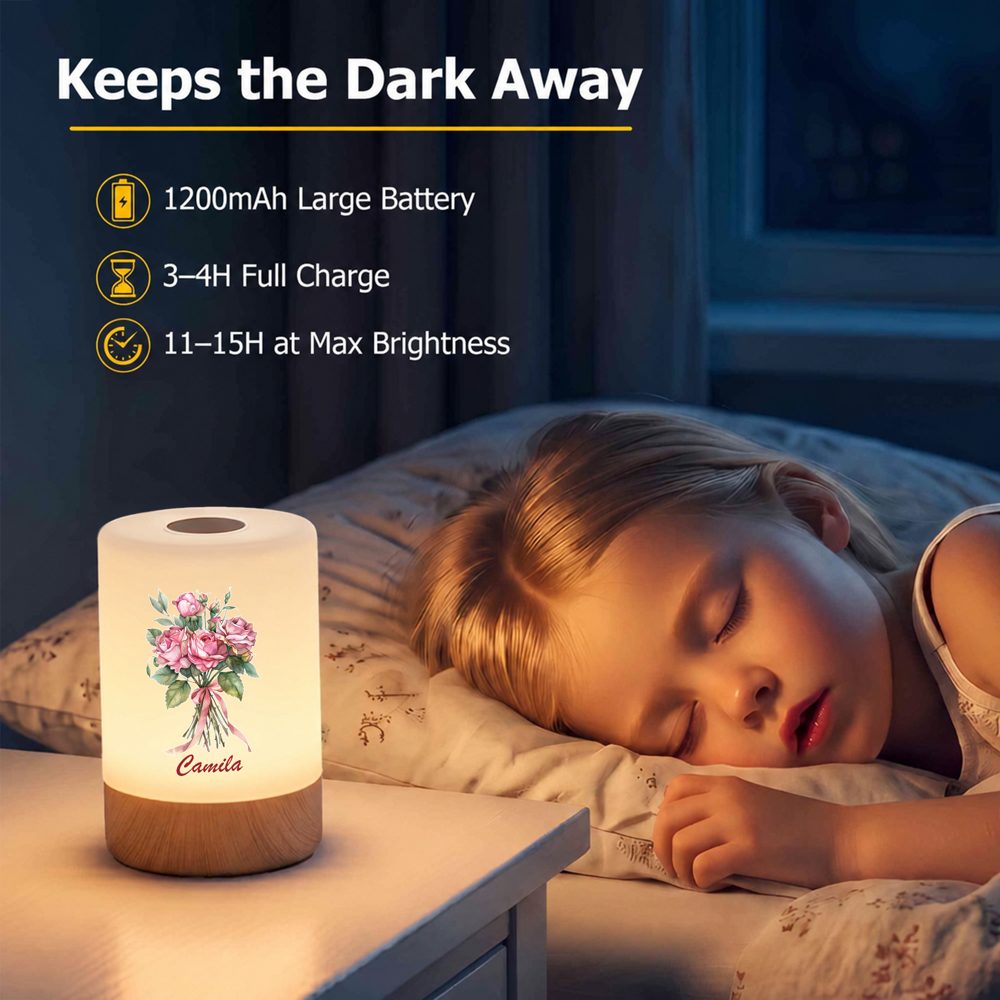 Keeps the Dark Away
1200mAh Large Battery
3–4H Full Charge
11–15H at Max Brightness
Camila